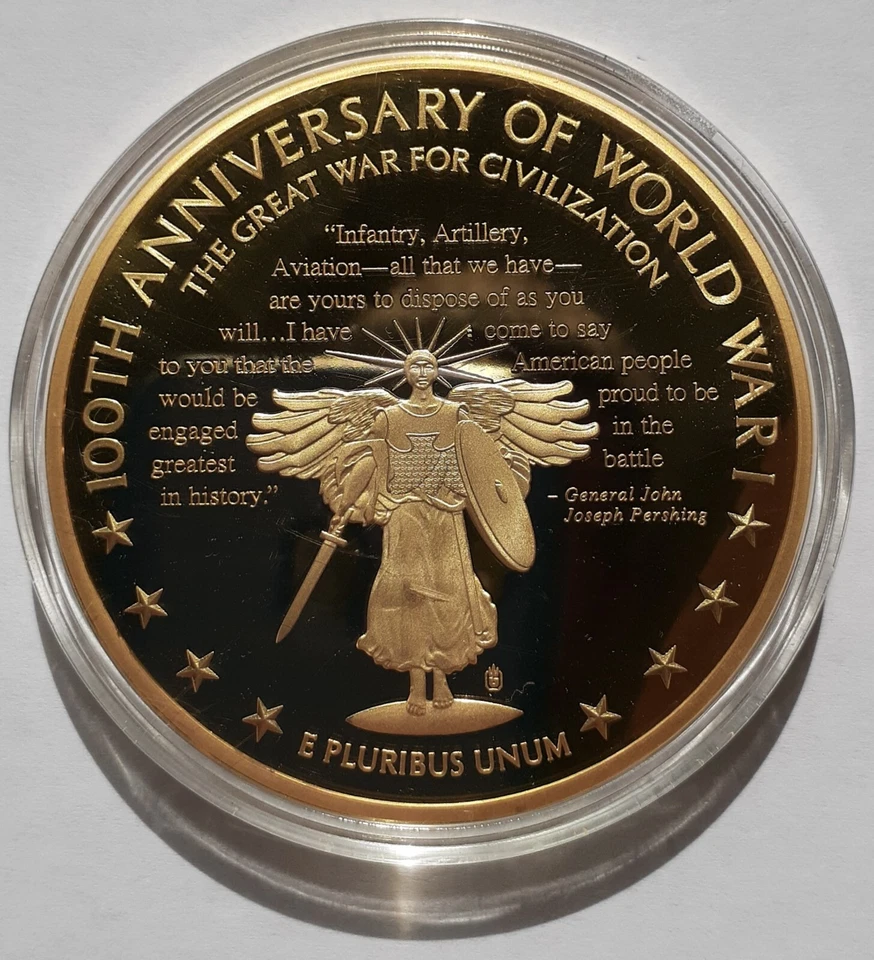 100TH ANNIVERSARY OF WORLD WAR I
THE GREAT WAR FOR CIVILIZATION
“Infantry, Artillery,
Aviation—all that we have—
are yours to dispose of as you
will...I have come to say
to you that the American people
would be proud to be
engaged in the
greatest battle
in history.”
– General John
Joseph Pershing
E PLURIBUS UNUM